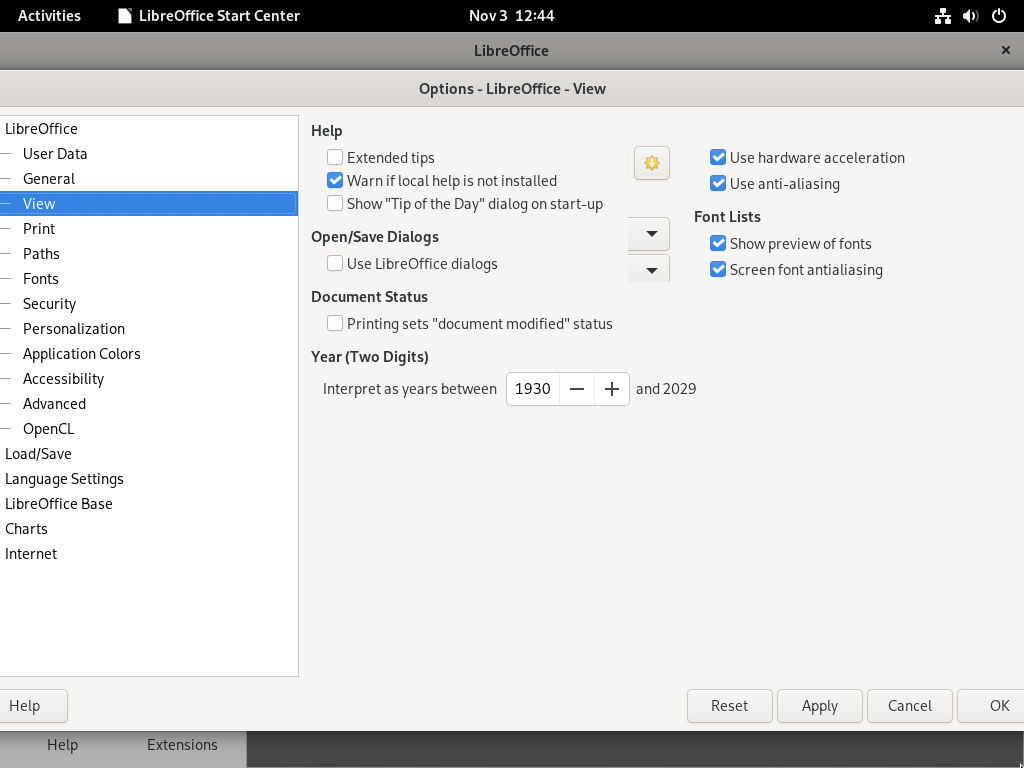 Activities
LibreOffice Start Center
Nov 3 12:44
LibreOffice
Options - LibreOffice - View
LibreOffice
User Data
General
View
Print
Paths
Fonts
Security
Personalization
Application Colors
Accessibility
Advanced
OpenCL
Load/Save
Language Settings
LibreOffice Base
Charts
Internet
Help
Extended tips
Warn if local help is not installed
Show "Tip of the Day" dialog on start-up
Open/Save Dialogs
Use LibreOffice dialogs
Document Status
Printing sets "document modified" status
Year (Two Digits)
Interpret as years between 1930 and 2029
Use hardware acceleration
Use anti-aliasing
Font Lists
Show preview of fonts
Screen font antialiasing
Help
Reset
Apply
Cancel
OK
Help
Extensions